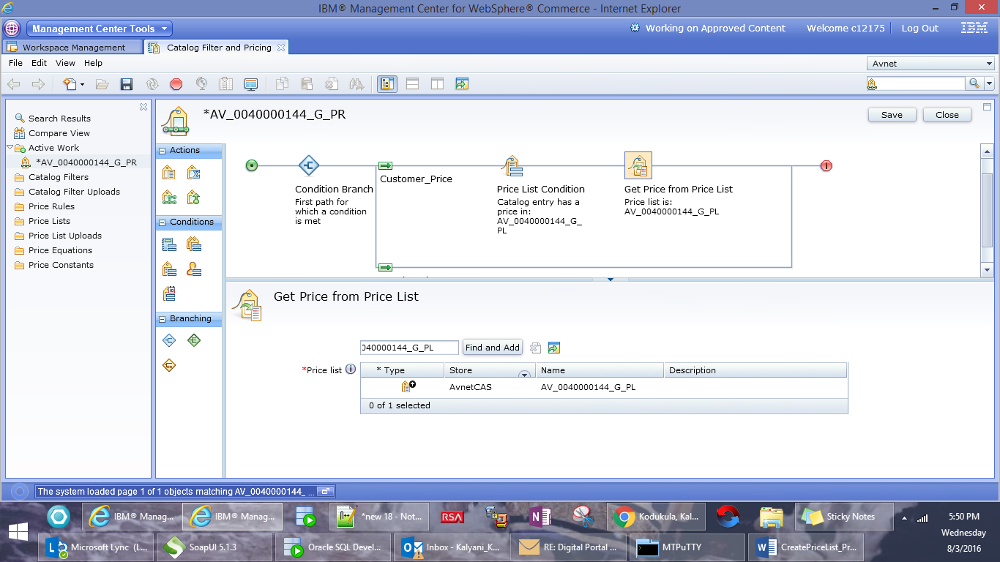 IBM® Management Center for WebSphere® Commerce - Internet Explorer
Management Center Tools
Working on Approved Content
Welcome c12175
Log Out
IBM
Workspace Management
Catalog Filter and Pricing
File Edit View Help
Avnet
*AV_0040000144_G_PR
Save
Close
Search Results
Compare View
Active Work
*AV_0040000144_G_PR
Catalog Filters
Catalog Filter Uploads
Price Rules
Price Lists
Price List Uploads
Price Equations
Price Constants
Actions
Conditions
Branching
Condition Branch
First path for
which a condition
is met
Customer_Price
Price List Condition
Catalog entry has a
price in:
AV_0040000144_G_
PL
Get Price from Price List
Price list is:
AV_0040000144_G_PL
Get Price from Price List
040000144_G_PL
Find and Add
*Price list
* Type Store Name Description
AvnetCAS AV_0040000144_G_PL
0 of 1 selected
The system loaded page 1 of 1 objects matching AV_0040000144_ ...
IBM® Manag...
IBM® Manag...
*new 18 - Not...
RSA
Kodukula, Kal...
Sticky Notes
5:50 PM
Wednesday
8/3/2016
Microsoft Lync (L...
SoapUI 5.1.3
Oracle SQL Devel...
Inbox - Kalyani_K...
RE: Digital Portal ...
MTPuTTY
CreatePriceList_Pr...